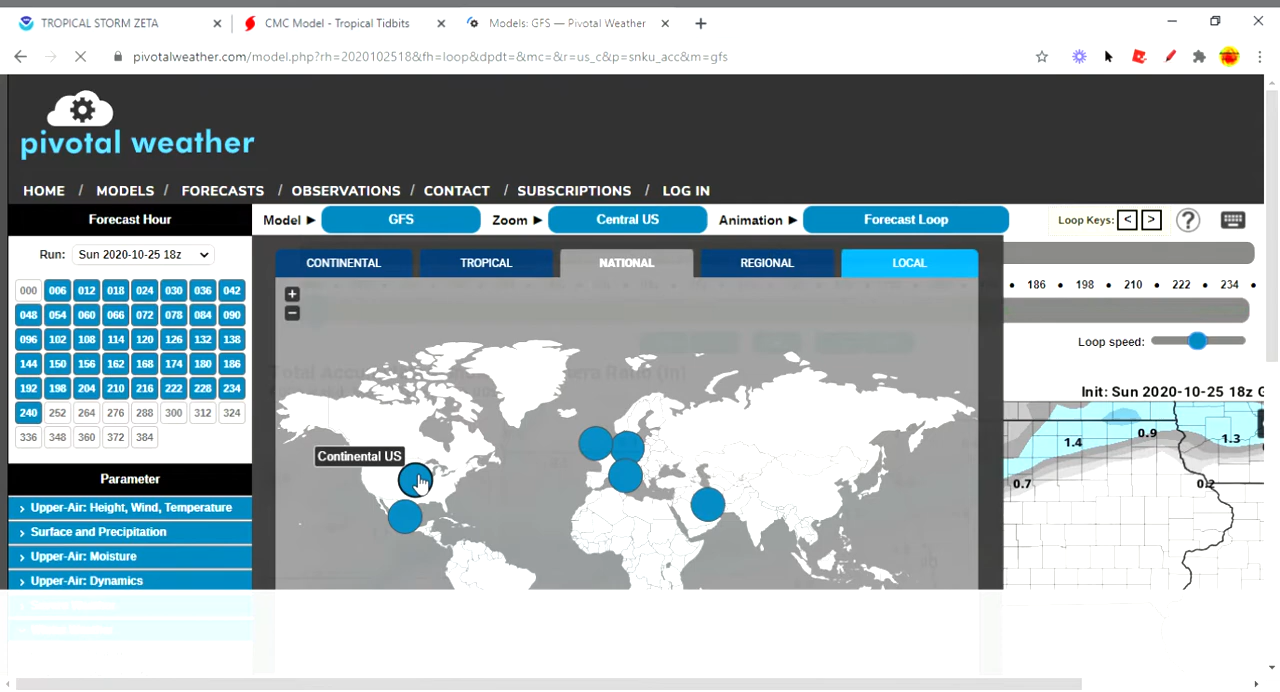 TROPICAL STORM ZETA
CMC Model - Tropical Tidbits
Models: GFS — Pivotal Weather
pivotalweather.com/model.php?rh=2020102518&fh=loop&dpdt=&mc=&r=us_c&p=snku_acc&m=gfs
pivotal weather
HOME / MODELS / FORECASTS / OBSERVATIONS / CONTACT / SUBSCRIPTIONS / LOG IN
Forecast Hour
Model ► GFS Zoom ► Central US Animation ► Forecast Loop Loop Keys: < > ?
Run: Sun 2020-10-25 18z
CONTINENTAL TROPICAL NATIONAL REGIONAL LOCAL
000 006 012 018 024 030 036 042
048 054 060 066 072 078 084 090
096 102 108 114 120 126 132 138
144 150 156 162 168 174 180 186
192 198 204 210 216 222 228 234
240 252 264 276 288 300 312 324
336 348 360 372 384
+
−
186 • 198 • 210 • 222 • 234
Loop speed:
Init: Sun 2020-10-25 18z G
1.4 0.9 1.3
0.7 0.2
Continental US
Parameter
› Upper-Air: Height, Wind, Temperature
› Surface and Precipitation
› Upper-Air: Moisture
› Upper-Air: Dynamics